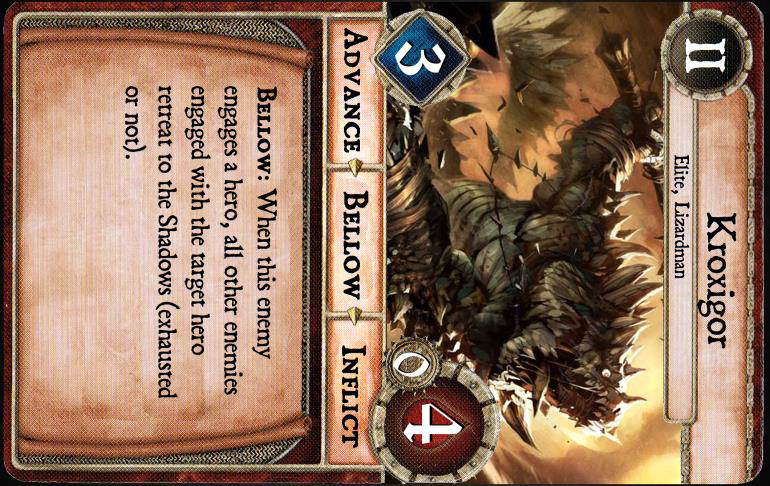 II
Kroxigor
Elite, Lizardman
3
0
4
ADVANCE BELLOW INFLICT
BELLOW: When this enemy
engages a hero, all other enemies
engaged with the target hero
retreat to the Shadows (exhausted
or not).